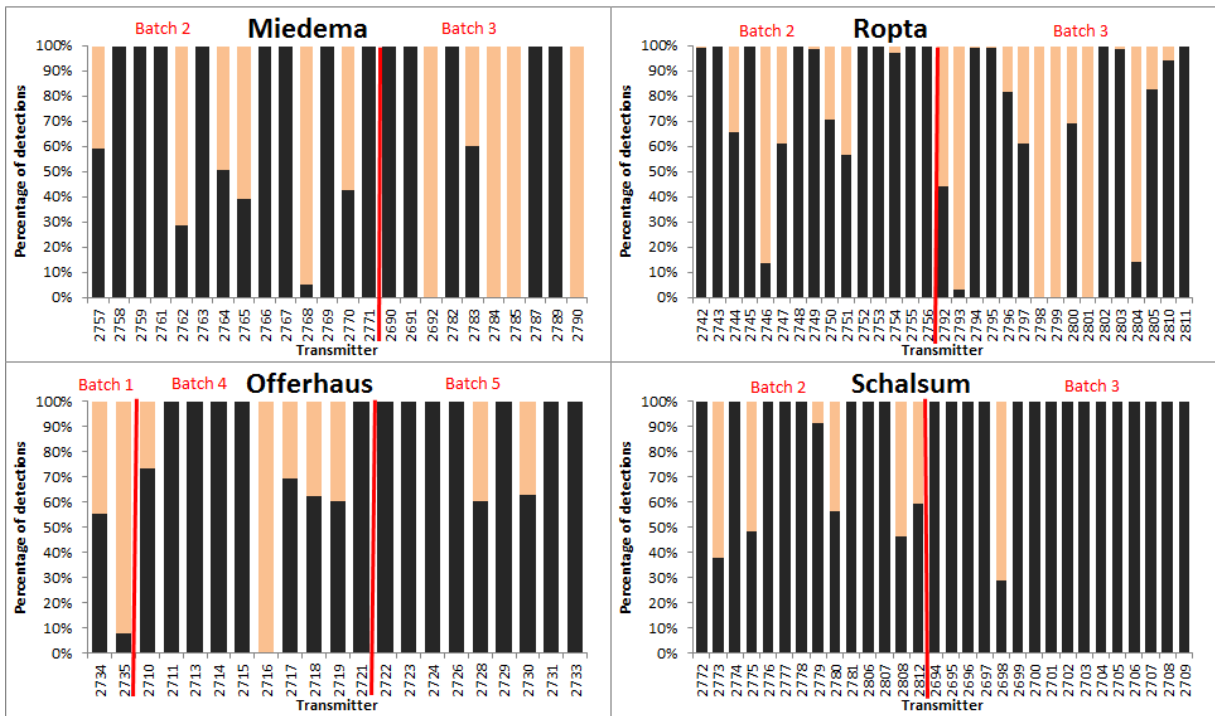 Batch 2 Miedema Batch 3
Percentage of detections
100%
90%
80%
70%
60%
50%
40%
30%
20%
10%
0%
2757 2758 2759 2761 2762 2763 2764 2765 2766 2767 2768 2769 2770 2771 2690 2691 2692 2782 2783 2784 2785 2787 2789 2790
Transmitter
Batch 2 Ropta Batch 3
Percentage of detections
100%
90%
80%
70%
60%
50%
40%
30%
20%
10%
0%
2742 2743 2744 2745 2746 2747 2748 2749 2750 2751 2752 2753 2754 2755 2756 2792 2793 2794 2795 2796 2797 2798 2799 2800 2801 2802 2803 2804 2805 2810 2811
Transmitter
Batch 1 Batch 4 Offerhaus Batch 5
Percentage of detections
100%
90%
80%
70%
60%
50%
40%
30%
20%
10%
0%
2734 2735 2710 2711 2713 2714 2715 2716 2717 2718 2719 2721 2722 2723 2724 2726 2728 2729 2730 2731 2733
Transmitter
Batch 2 Schalsum Batch 3
Percentage of detections
100%
90%
80%
70%
60%
50%
40%
30%
20%
10%
0%
2772 2773 2774 2775 2776 2777 2778 2779 2780 2781 2806 2807 2808 2812 2694 2695 2696 2697 2698 2699 2700 2701 2702 2703 2704 2705 2706 2707 2708 2709
Transmitter